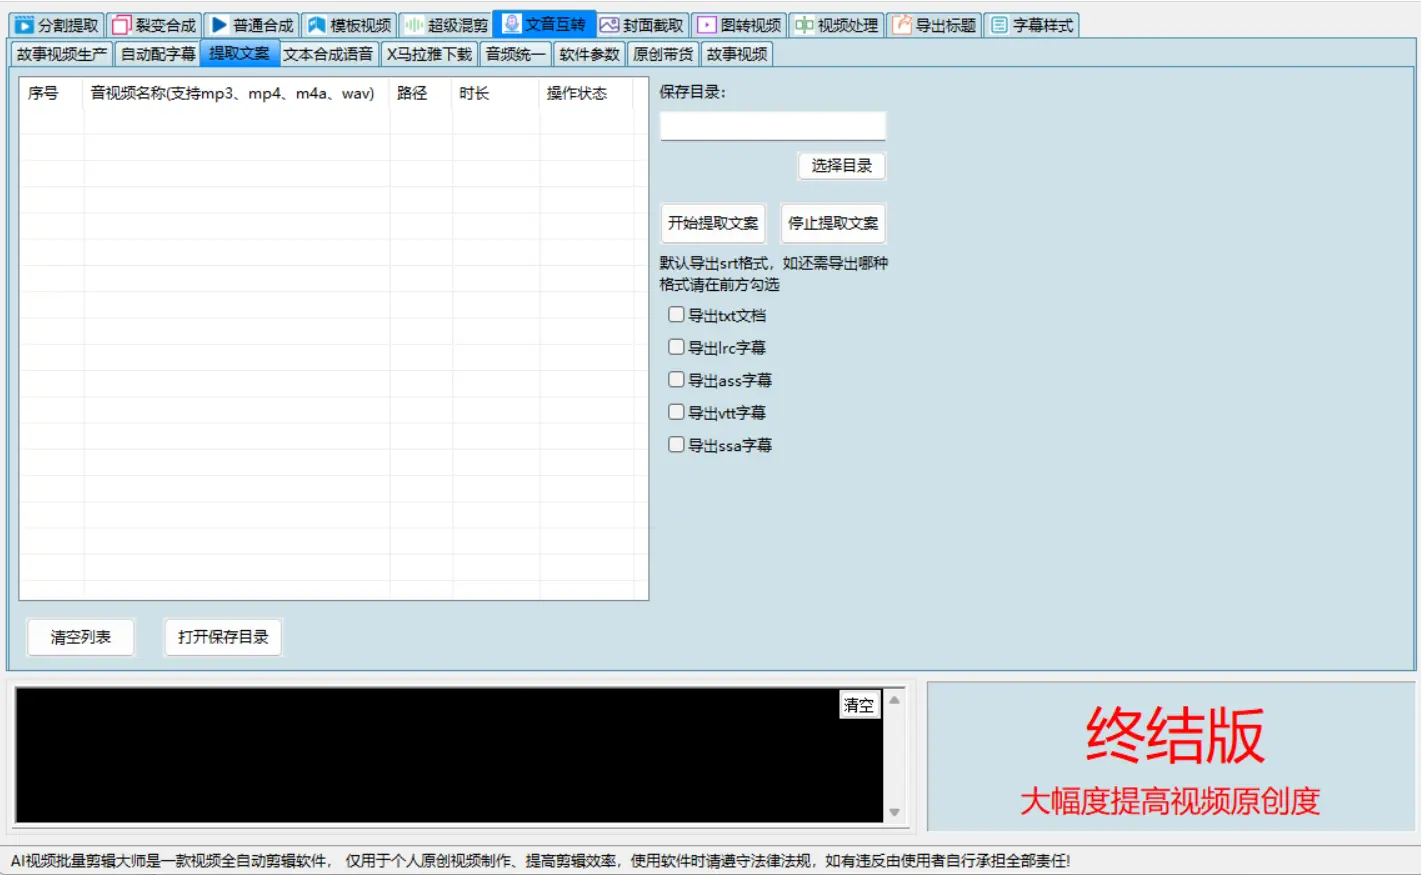 分割提取 裂变合成 普通合成 模板视频 超级混剪 文音互转 封面截取 图转视频 视频处理 导出标题 字幕样式
故事视频生产 自动配字幕 提取文案 文本合成语音 X马拉雅下载 音频统一 软件参数 原创带货 故事视频
序号 音视频名称(支持mp3、mp4、m4a、wav) 路径 时长 操作状态
保存目录：
选择目录
开始提取文案 停止提取文案
默认导出srt格式，如还需导出哪种
格式请在前方勾选
导出txt文档
导出lrc字幕
导出ass字幕
导出vtt字幕
导出ssa字幕
清空列表 打开保存目录
清空
终结版
大幅度提高视频原创度
AI视频批量剪辑大师是一款视频全自动剪辑软件， 仅用于个人原创视频制作、提高剪辑效率，使用软件时请遵守法律法规，如有违反由使用者自行承担全部责任!